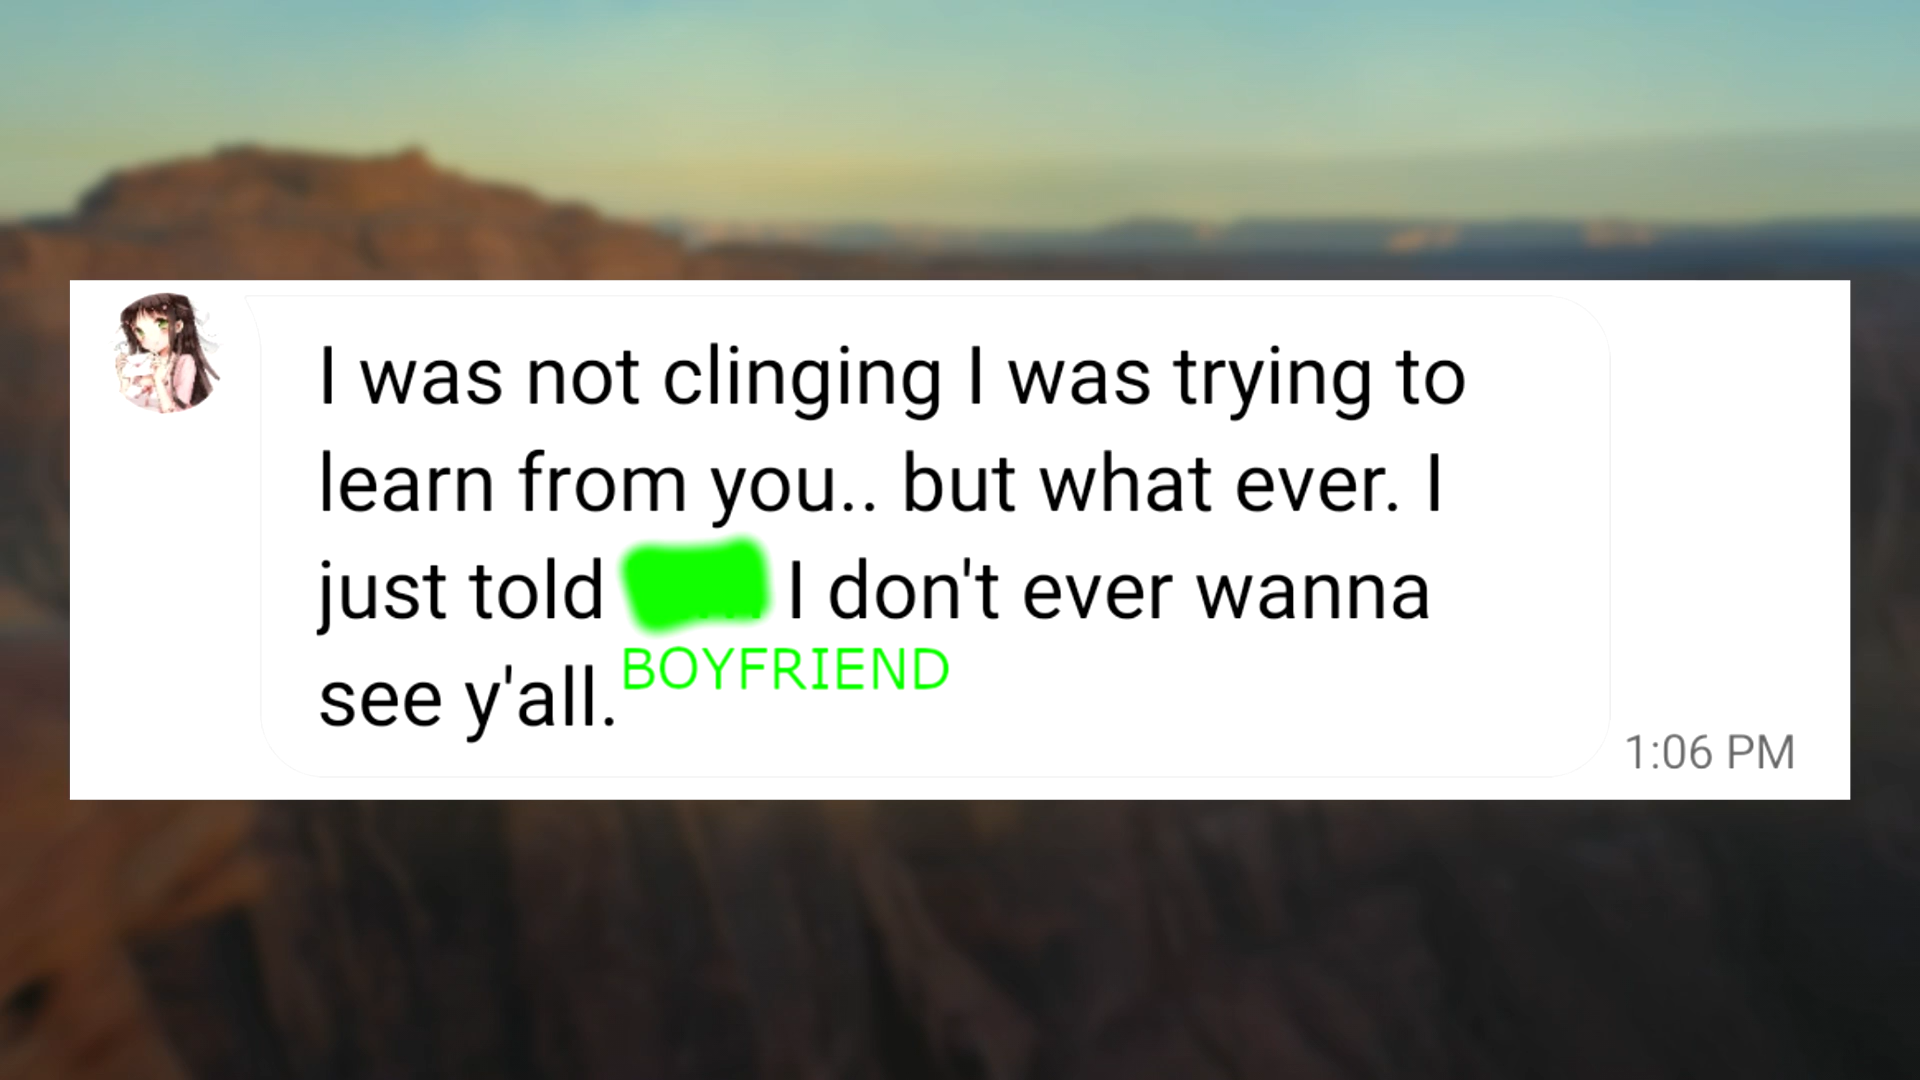 I was not clinging I was trying to
learn from you.. but what ever. I
just told I don't ever wanna
BOYFRIEND
see y'all.
1:06 PM